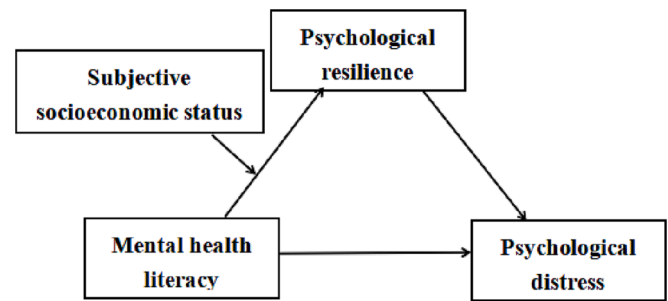 Psychological
resilience
Subjective
socioeconomic status
Mental health
literacy
Psychological
distress